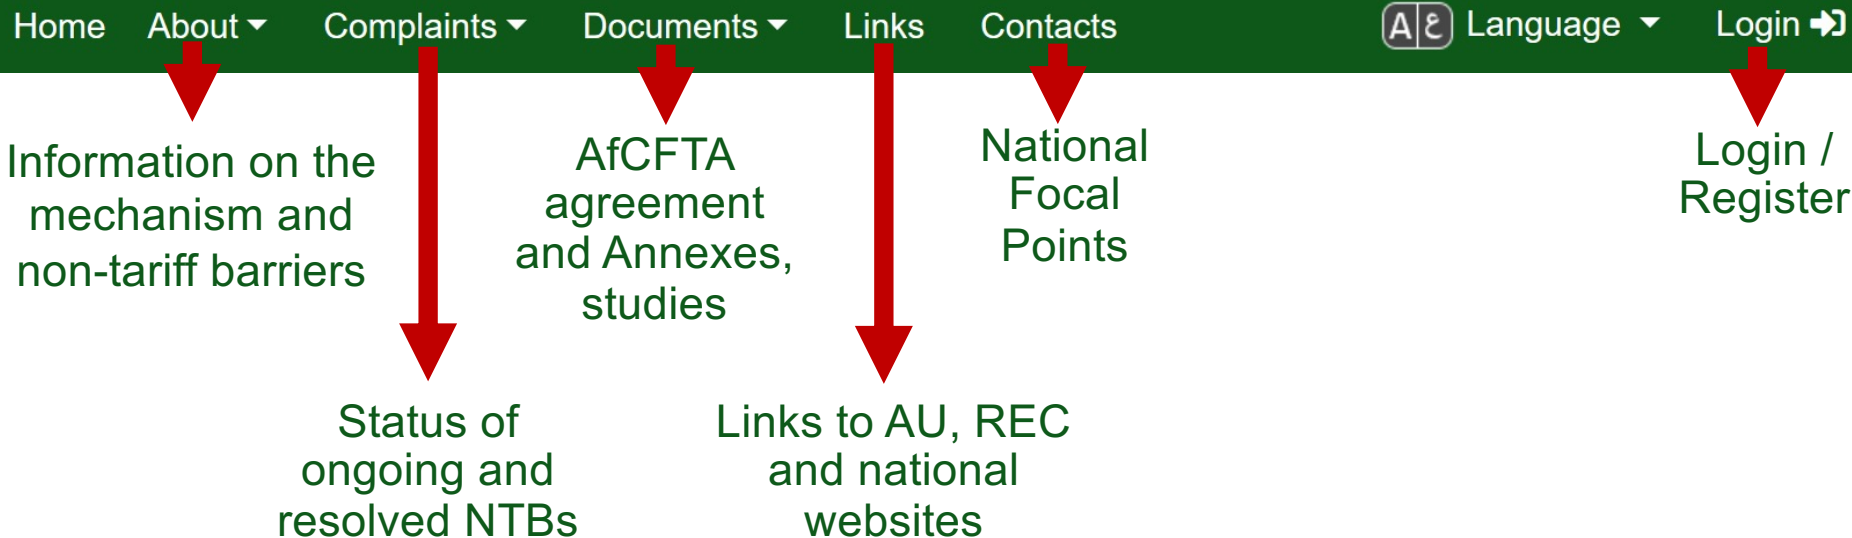 Home About Complaints Documents Links Contacts A ع Language Login
Information on the
mechanism and
non-tariff barriers
AfCFTA
agreement
and Annexes,
studies
National
Focal
Points
Login /
Register
Status of
ongoing and
resolved NTBs
Links to AU, REC
and national
websites